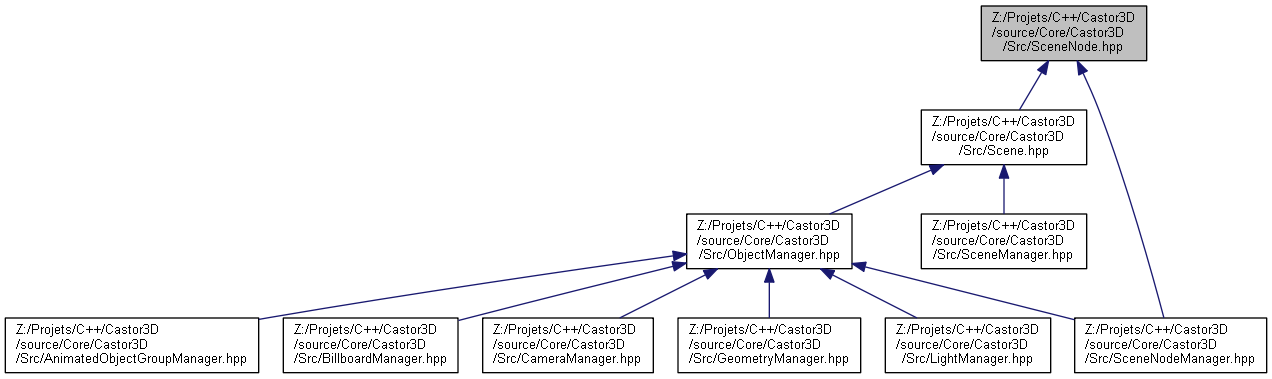 Z:/Projets/C++/Castor3D
/source/Core/Castor3D
/Src/SceneNode.hpp
Z:/Projets/C++/Castor3D
/source/Core/Castor3D
/Src/Scene.hpp
Z:/Projets/C++/Castor3D
/source/Core/Castor3D
/Src/ObjectManager.hpp
Z:/Projets/C++/Castor3D
/source/Core/Castor3D
/Src/SceneManager.hpp
Z:/Projets/C++/Castor3D
/source/Core/Castor3D
/Src/AnimatedObjectGroupManager.hpp
Z:/Projets/C++/Castor3D
/source/Core/Castor3D
/Src/BillboardManager.hpp
Z:/Projets/C++/Castor3D
/source/Core/Castor3D
/Src/CameraManager.hpp
Z:/Projets/C++/Castor3D
/source/Core/Castor3D
/Src/GeometryManager.hpp
Z:/Projets/C++/Castor3D
/source/Core/Castor3D
/Src/LightManager.hpp
Z:/Projets/C++/Castor3D
/source/Core/Castor3D
/Src/SceneNodeManager.hpp